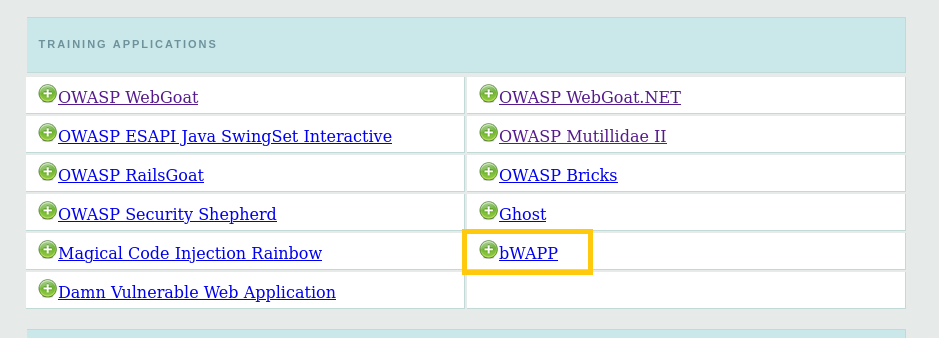 TRAINING APPLICATIONS
OWASP WebGoat
OWASP WebGoat.NET
OWASP ESAPI Java SwingSet Interactive
OWASP Mutillidae II
OWASP RailsGoat
OWASP Bricks
OWASP Security Shepherd
Ghost
Magical Code Injection Rainbow
bWAPP
Damn Vulnerable Web Application